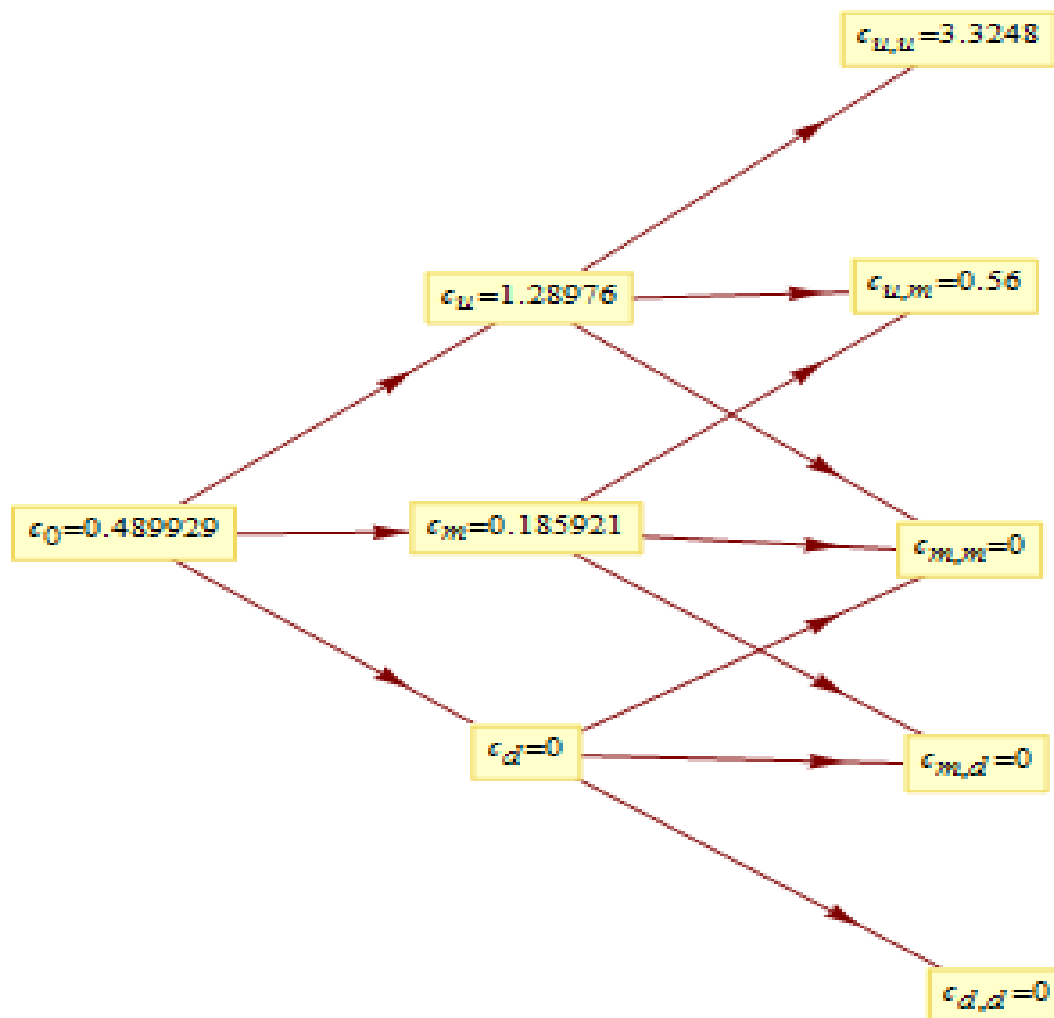 c_{u,u}=3.3248
c_u=1.28976
c_{u,m}=0.56
c_0=0.489929
c_m=0.185921
c_{m,m}=0
c_d=0
c_{m,d}=0
c_{d,d}=0